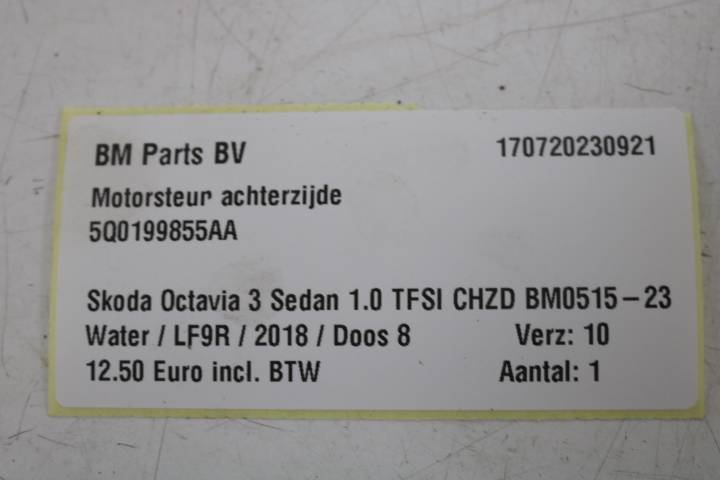 BM Parts BV 170720230921
Motorsteur achterzijde
5Q0199855AA
Skoda Octavia 3 Sedan 1.0 TFSI CHZD BM0515-23
Water / LF9R / 2018 / Doos 8 Verz: 10
12.50 Euro incl. BTW Aantal: 1